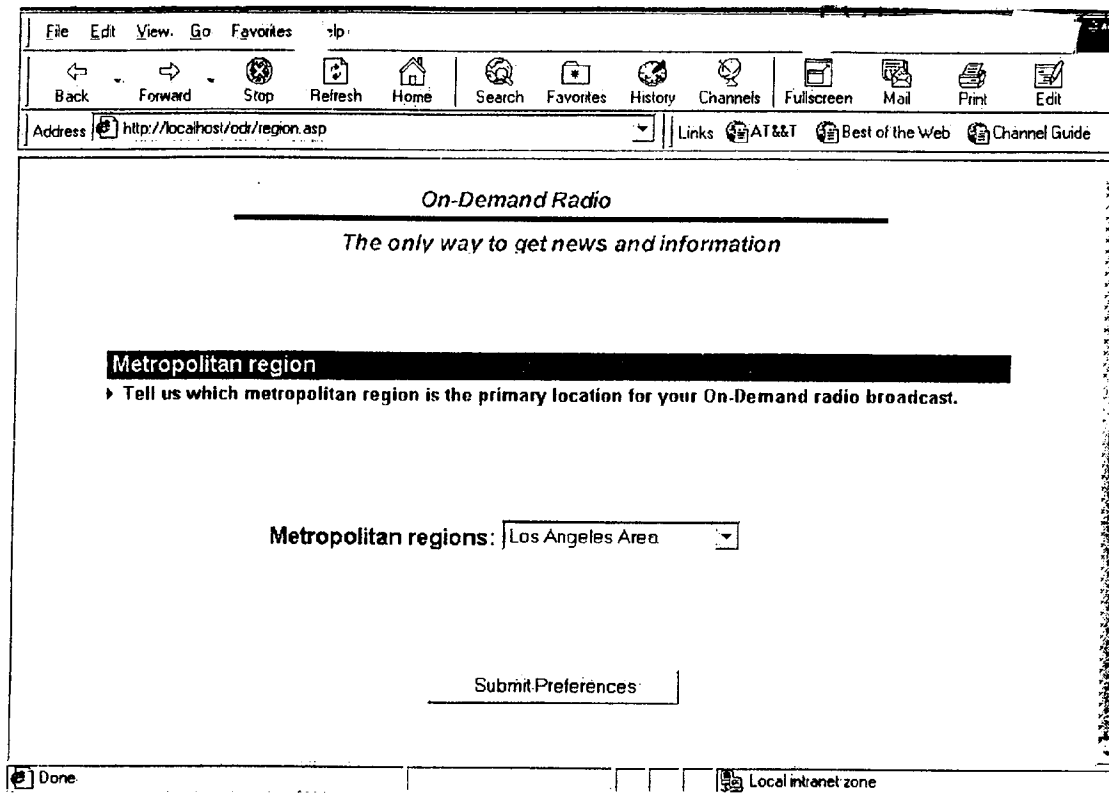 File Edit View Go Favorites elp
Back Forward Stop Refresh Home Search Favorites History Channels Fullscreen Mail Print Edit
Address http://localhost/odr/region.asp Links AT&&T Best of the Web Channel Guide
On-Demand Radio
The only way to get news and information
Metropolitan region
Tell us which metropolitan region is the primary location for your On-Demand radio broadcast.
Metropolitan regions: Los Angeles Area
Submit Preferences
Done Local intranet zone